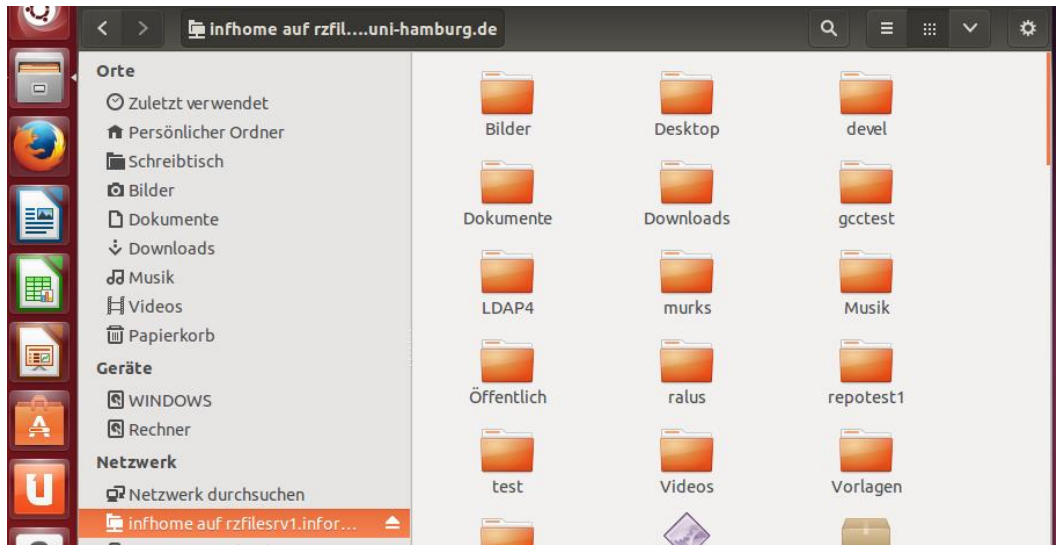 infhome auf rzfil....uni-hamburg.de
Orte
Zuletzt verwendet
Persönlicher Ordner
Schreibtisch
Bilder
Dokumente
Downloads
Musik
Videos
Papierkorb
Geräte
WINDOWS
Rechner
Netzwerk
Netzwerk durchsuchen
infhome auf rzfilesrv1.infor...
Bilder Desktop devel
Dokumente Downloads gcctest
LDAP4 murks Musik
Öffentlich ralus repotest1
test Videos Vorlagen